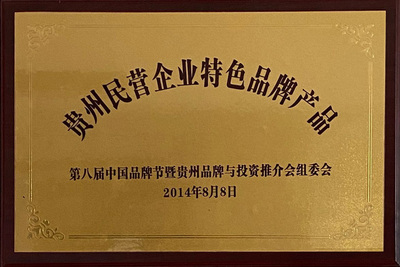 贵州民营企业特色品牌产品
第八届中国品牌节暨贵州品牌与投资推介会组委会
2014年8月8日